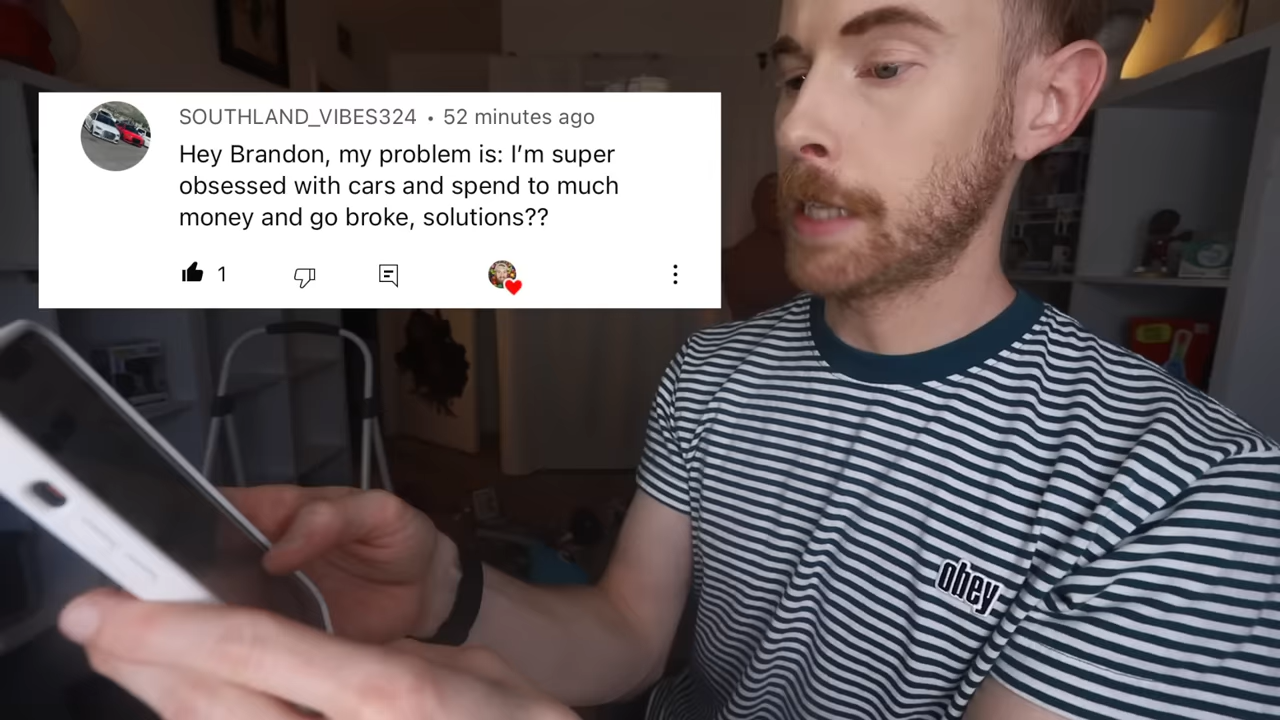 SOUTHLAND_VIBES324 • 52 minutes ago
Hey Brandon, my problem is: I’m super
obsessed with cars and spend to much
money and go broke, solutions??
1
obey